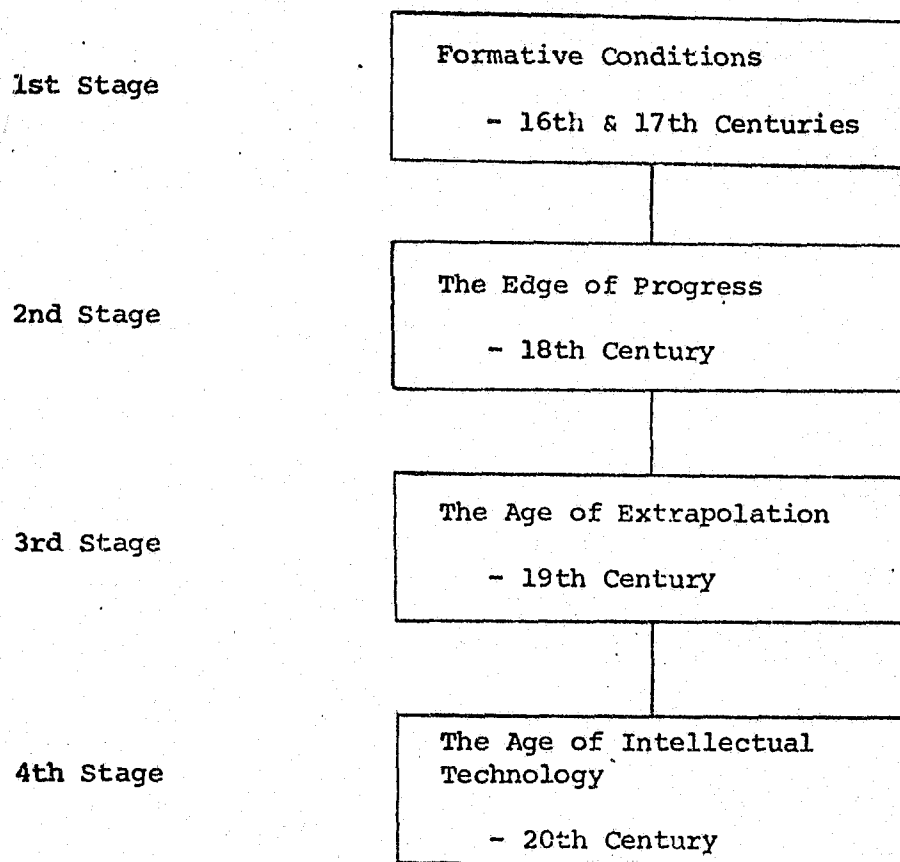 1st Stage
Formative Conditions
- 16th & 17th Centuries
2nd Stage
The Edge of Progress
- 18th Century
3rd Stage
The Age of Extrapolation
- 19th Century
4th Stage
The Age of Intellectual
Technology
- 20th Century